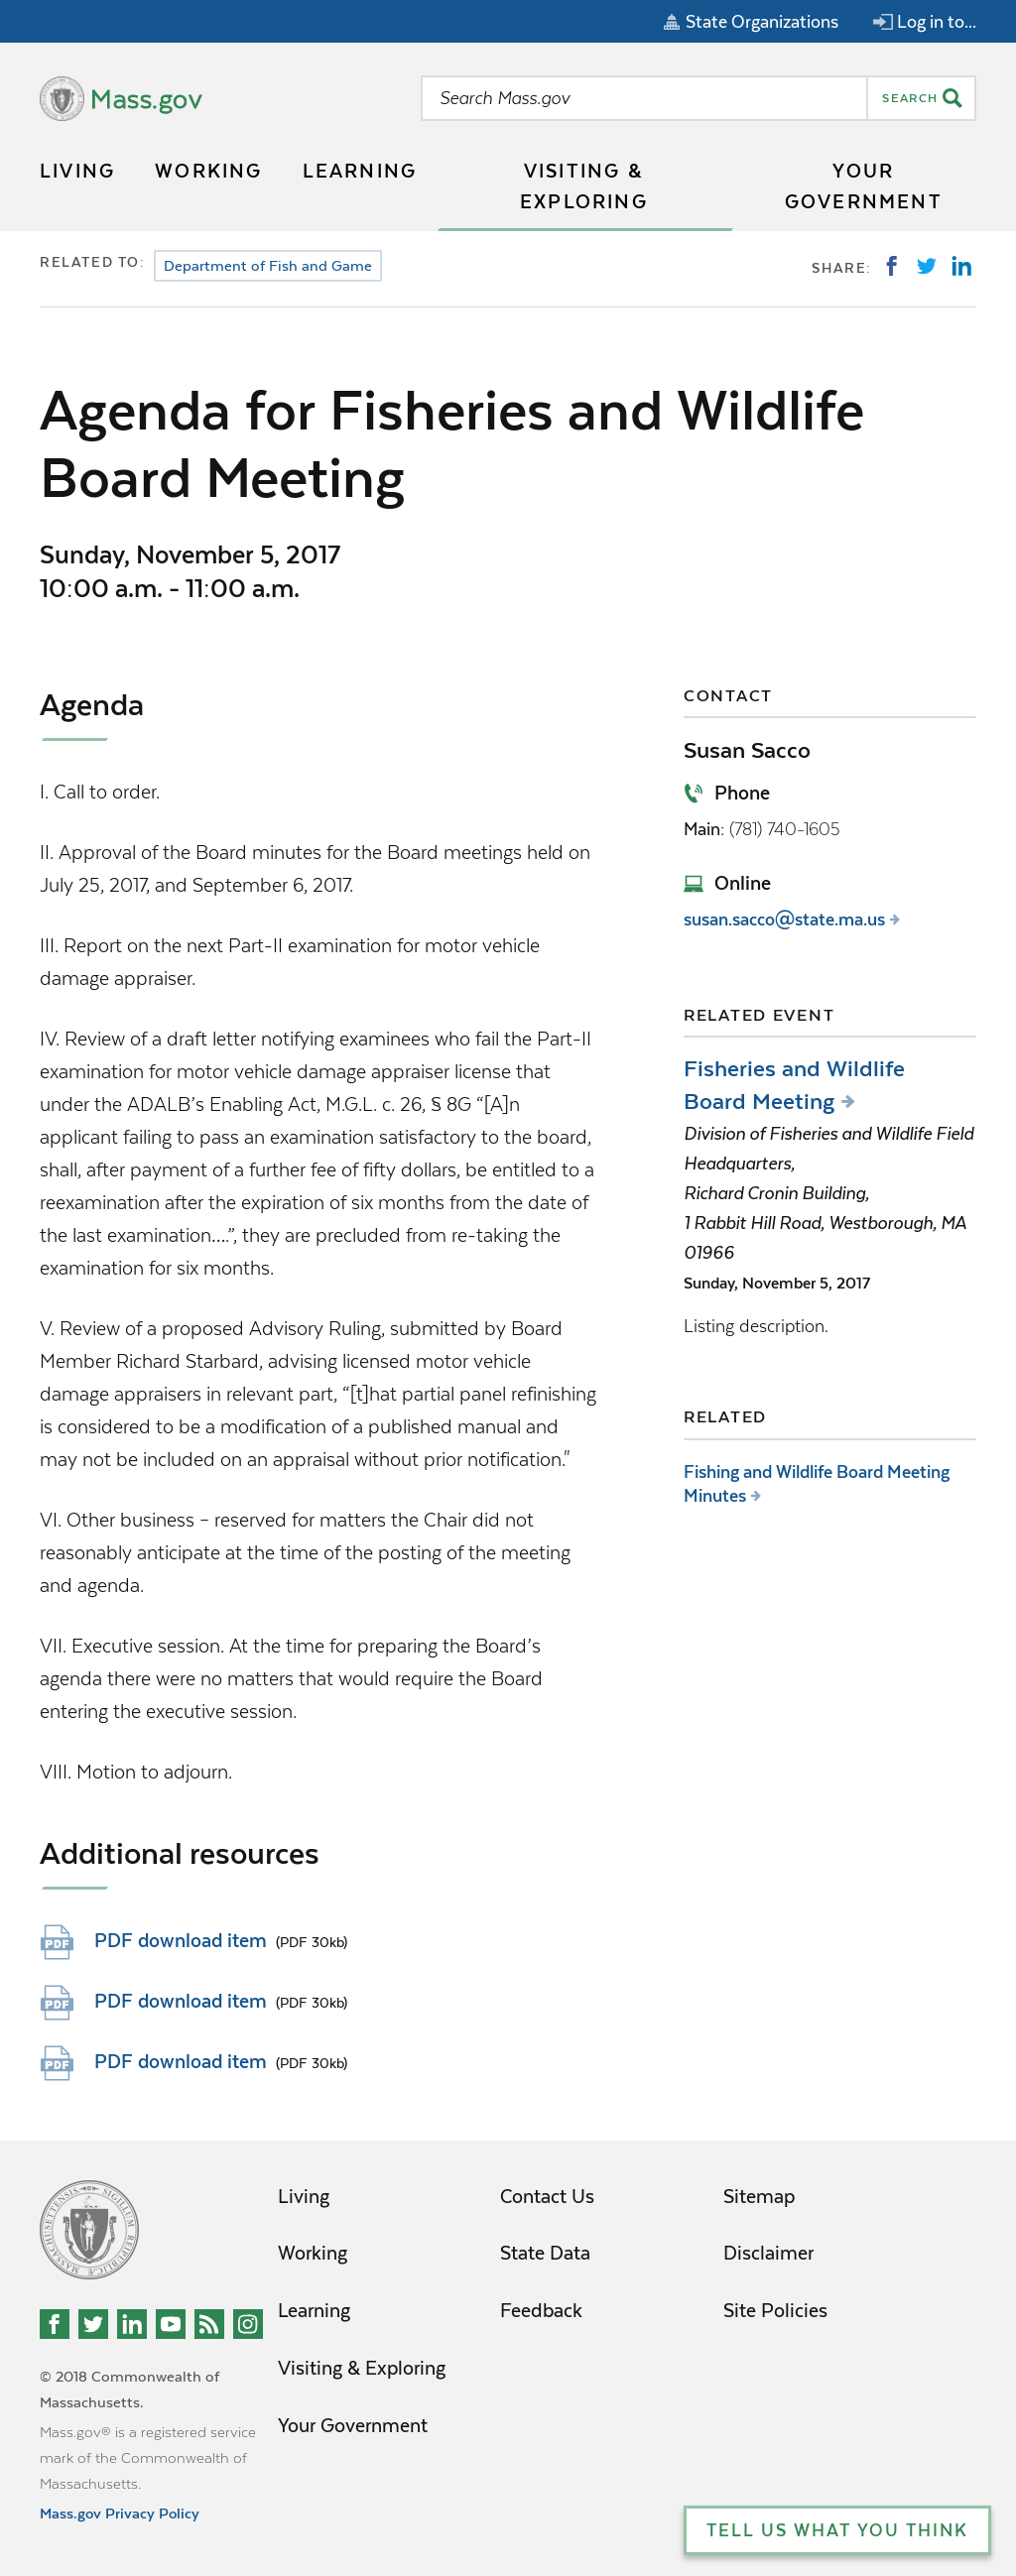 State Organizations
Log in to...
Mass.gov
Search Mass.gov
SEARCH
LIVING
WORKING
LEARNING
VISITING &
EXPLORING
YOUR
GOVERNMENT
RELATED TO:
Department of Fish and Game
SHARE:
Agenda for Fisheries and Wildlife
Board Meeting
Sunday, November 5, 2017
10:00 a.m. - 11:00 a.m.
Agenda
I. Call to order.
II. Approval of the Board minutes for the Board meetings held on
July 25, 2017, and September 6, 2017.
III. Report on the next Part-II examination for motor vehicle
damage appraiser.
IV. Review of a draft letter notifying examinees who fail the Part-II
examination for motor vehicle damage appraiser license that
under the ADALB’s Enabling Act, M.G.L. c. 26, § 8G “[A]n
applicant failing to pass an examination satisfactory to the board,
shall, after payment of a further fee of fifty dollars, be entitled to a
reexamination after the expiration of six months from the date of
the last examination….”, they are precluded from re-taking the
examination for six months.
V. Review of a proposed Advisory Ruling, submitted by Board
Member Richard Starbard, advising licensed motor vehicle
damage appraisers in relevant part, “[t]hat partial panel refinishing
is considered to be a modification of a published manual and
may not be included on an appraisal without prior notification."
VI. Other business – reserved for matters the Chair did not
reasonably anticipate at the time of the posting of the meeting
and agenda.
VII. Executive session. At the time for preparing the Board’s
agenda there were no matters that would require the Board
entering the executive session.
VIII. Motion to adjourn.
Additional resources
PDF PDF download item (PDF 30kb)
PDF PDF download item (PDF 30kb)
PDF PDF download item (PDF 30kb)
CONTACT
Susan Sacco
Phone
Main: (781) 740-1605
Online
susan.sacco@state.ma.us
RELATED EVENT
Fisheries and Wildlife
Board Meeting
Division of Fisheries and Wildlife Field
Headquarters,
Richard Cronin Building,
1 Rabbit Hill Road, Westborough, MA
01966
Sunday, November 5, 2017
Listing description.
RELATED
Fishing and Wildlife Board Meeting
Minutes
Living
Working
Learning
Visiting & Exploring
Your Government
Contact Us
State Data
Feedback
Sitemap
Disclaimer
Site Policies
© 2018 Commonwealth of
Massachusetts.
Mass.gov® is a registered service
mark of the Commonwealth of
Massachusetts.
Mass.gov Privacy Policy
TELL US WHAT YOU THINK